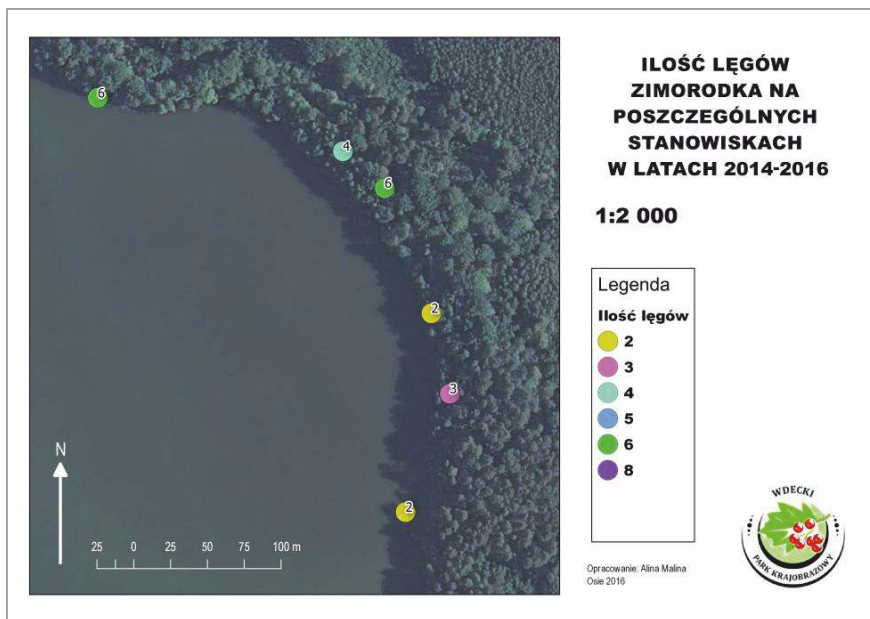 ILOŚĆ LĘGÓW
ZIMORODKA NA
POSZCZEGÓLNYCH
STANOWISKACH
W LATACH 2014-2016
1:2 000
6
4
6
2
3
2
N
25 0 25 50 75 100 m
Legenda
Ilość lęgów
2
3
4
5
6
8
WDECKI
PARK KRAJOBRAZOWY
Opracowanie: Alina Malina
Osie 2016